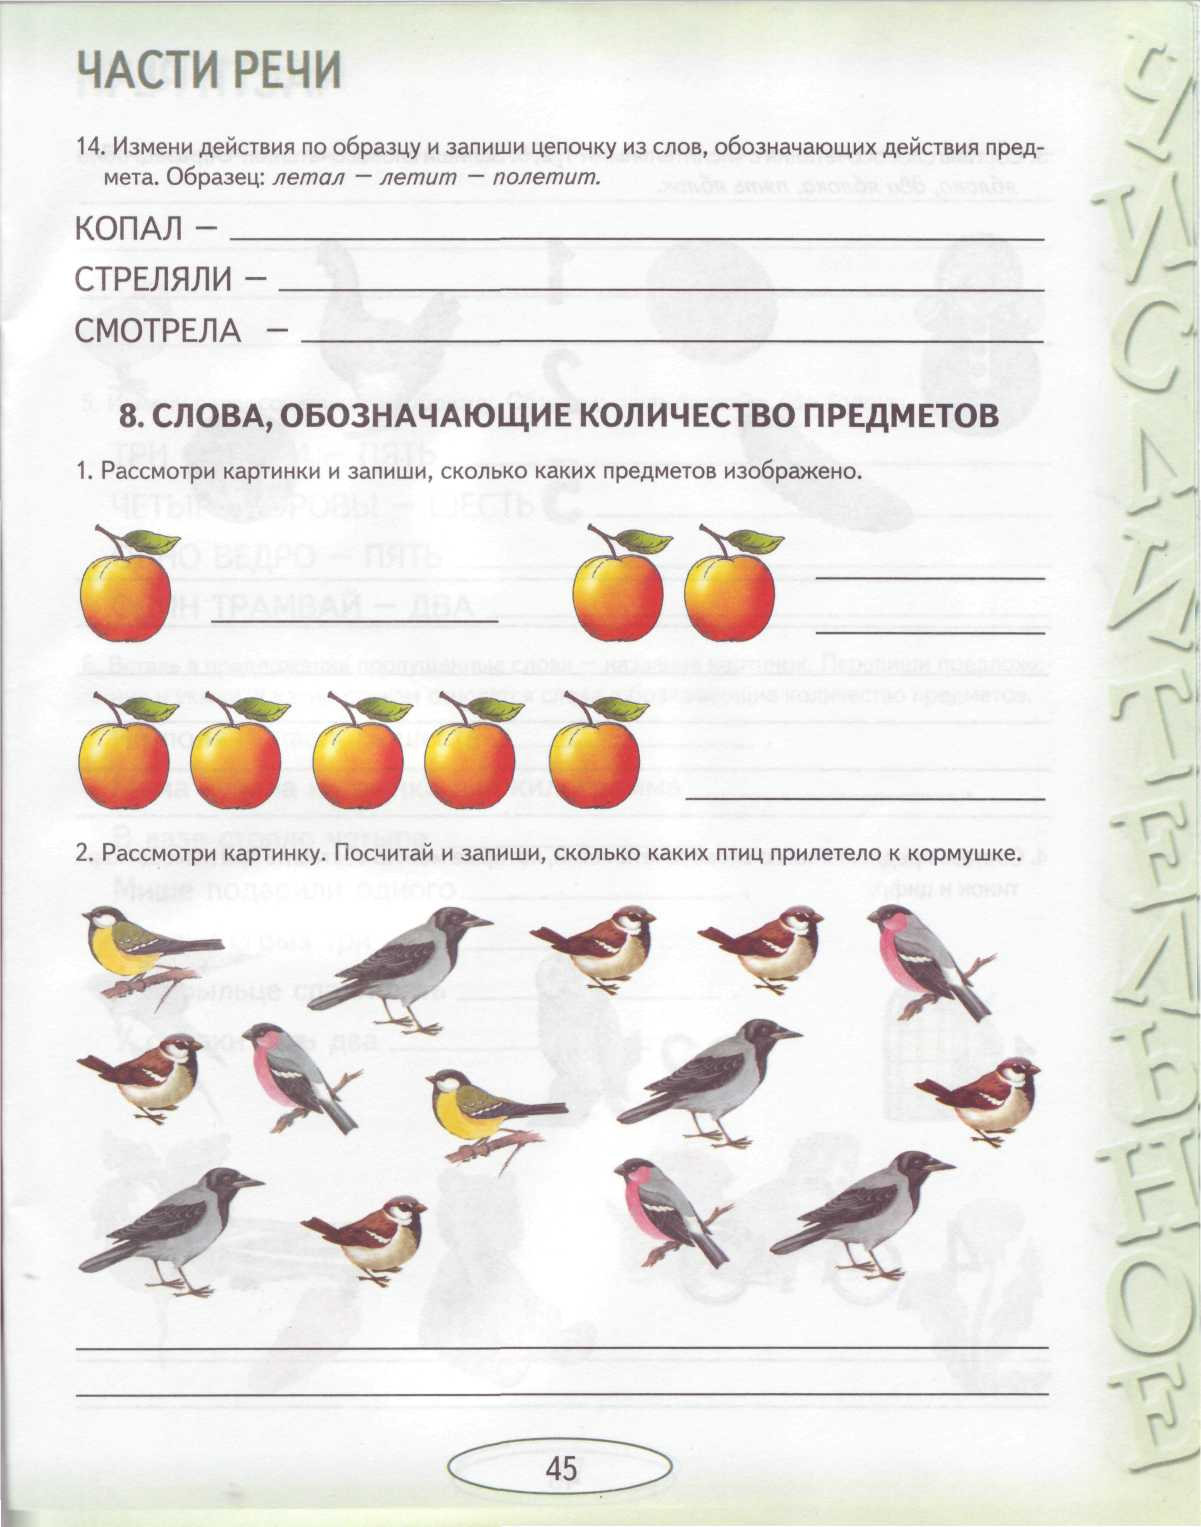 ЧАСТИ РЕЧИ
14. Измени действия по образцу и запиши цепочку из слов, обозначающих действия пред-
мета. Образец: летал – летит – полетит.
КОПАЛ –
СТРЕЛЯЛИ –
СМОТРЕЛА –
8. СЛОВА, ОБОЗНАЧАЮЩИЕ КОЛИЧЕСТВО ПРЕДМЕТОВ
1. Рассмотри картинки и запиши, сколько каких предметов изображено.
2. Рассмотри картинку. Посчитай и запиши, сколько каких птиц прилетело к кормушке.
45
ЧИСЛИТЕЛЬНОЕ